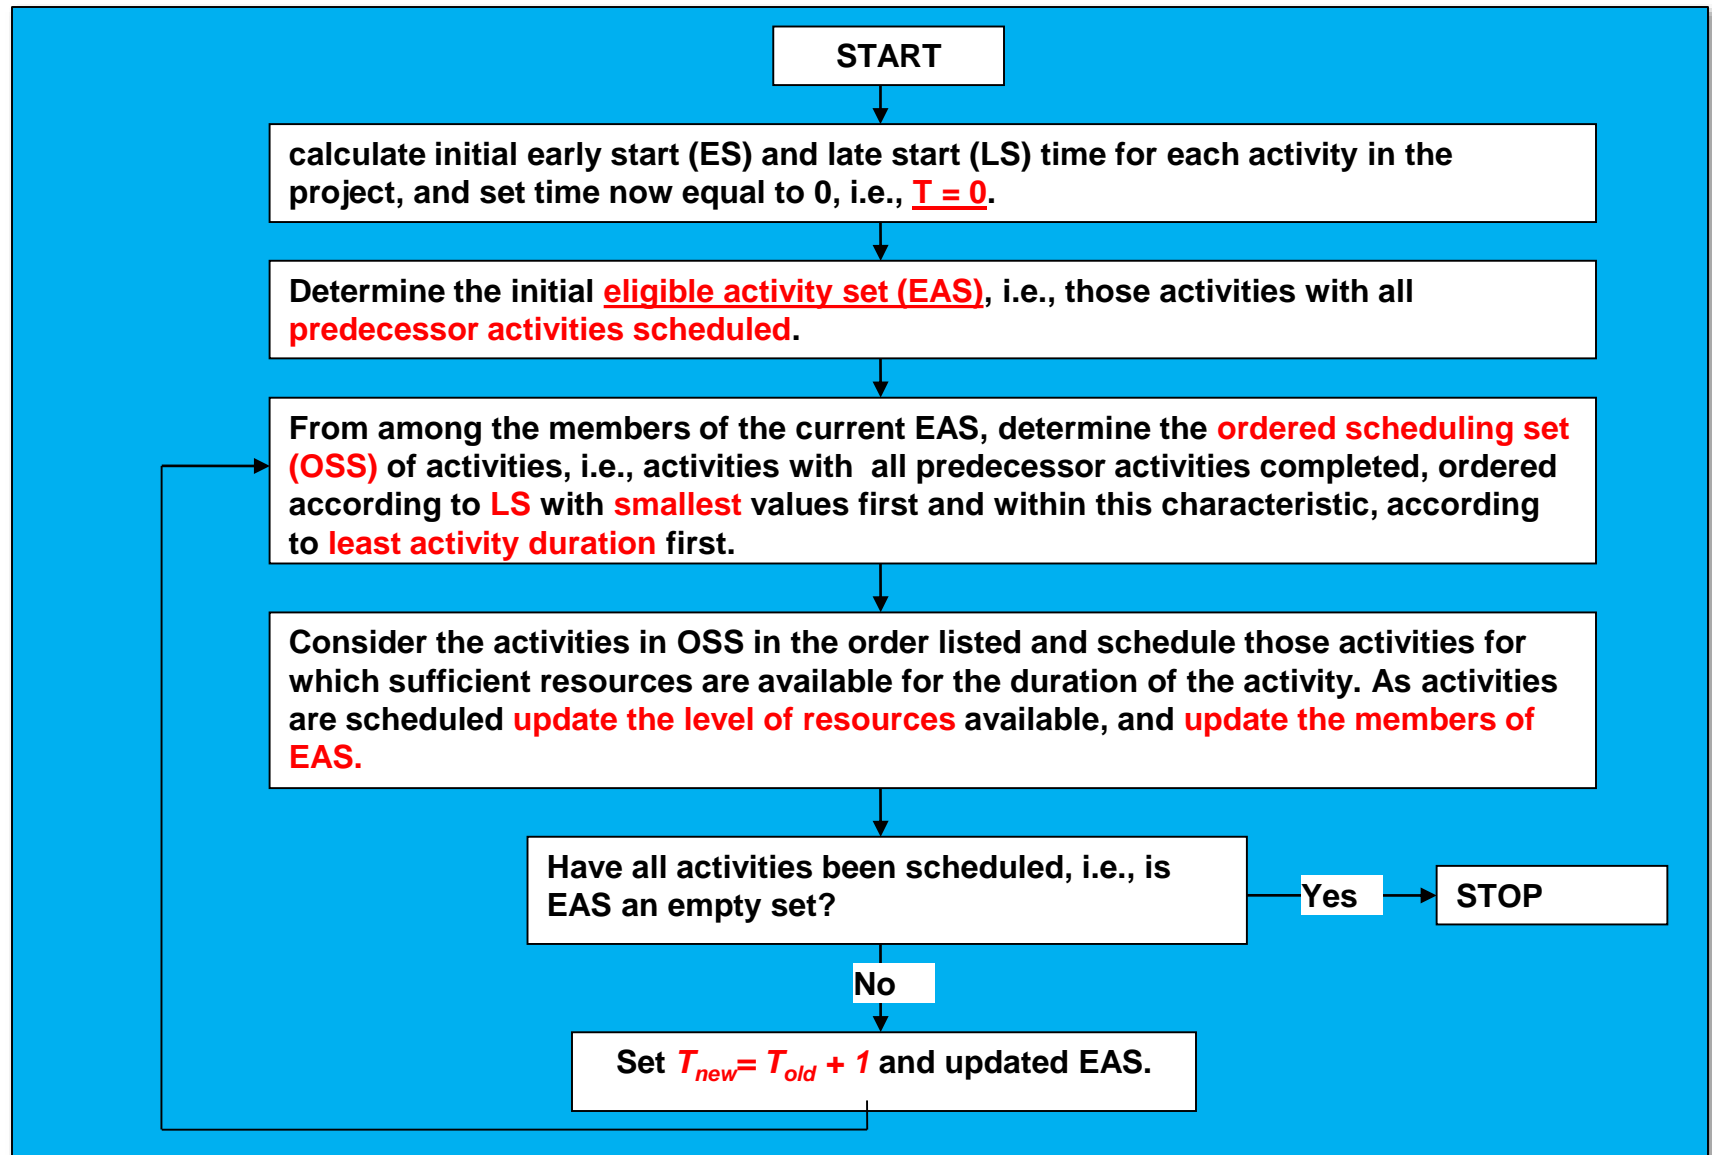 START
calculate initial early start (ES) and late start (LS) time for each activity in the
project, and set time now equal to 0, i.e., T = 0.
Determine the initial eligible activity set (EAS), i.e., those activities with all
predecessor activities scheduled.
From among the members of the current EAS, determine the ordered scheduling set
(OSS) of activities, i.e., activities with all predecessor activities completed, ordered
according to LS with smallest values first and within this characteristic, according
to least activity duration first.
Consider the activities in OSS in the order listed and schedule those activities for
which sufficient resources are available for the duration of the activity. As activities
are scheduled update the level of resources available, and update the members of
EAS.
Have all activities been scheduled, i.e., is
EAS an empty set?
Yes
STOP
No
Set Tnew= Told + 1 and updated EAS.